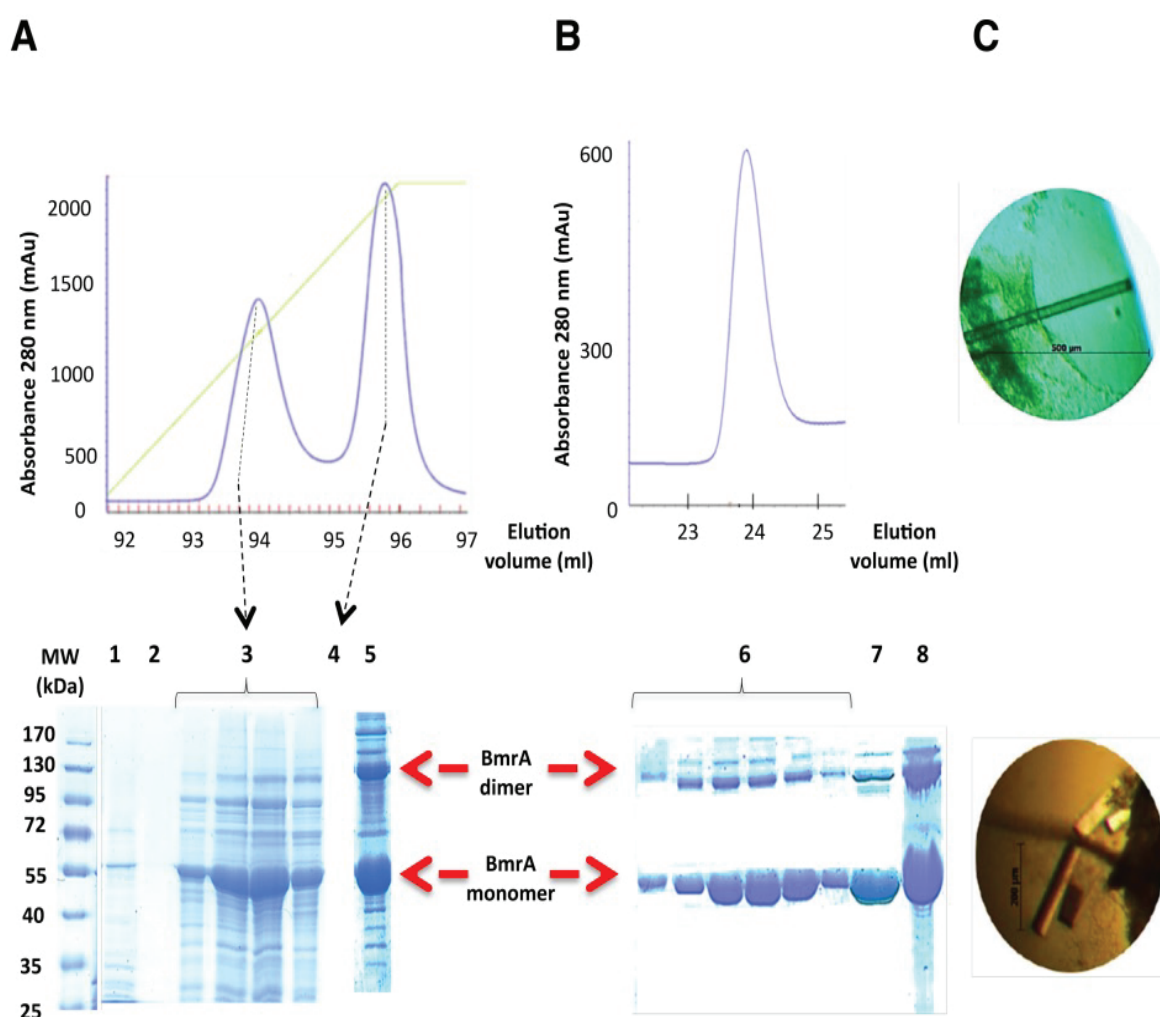 A
B
C
Absorbance 280 nm (mAu)
2000
1500
1000
500
0
92 93 94 95 96 97
Elution
volume (ml)
Absorbance 280 nm (mAu)
600
300
0
23 24 25
Elution
volume (ml)
500 µm
MW
(kDa)
1 2 3 4 5
6 7 8
170
130
95
72
55
40
35
25
BmrA
dimer
BmrA
monomer
200 µm